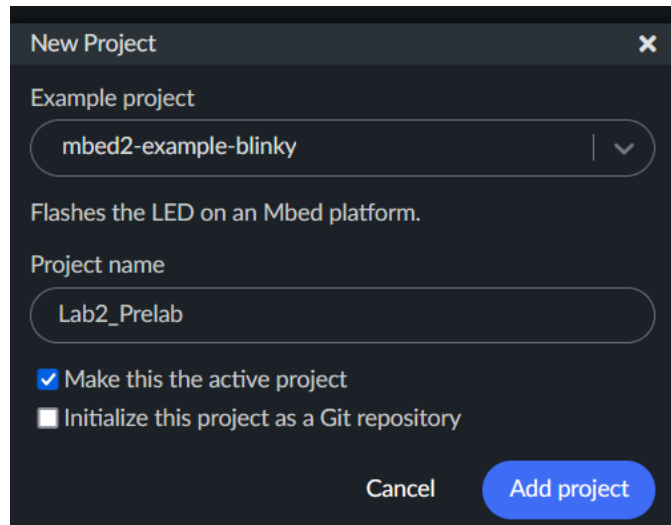 New Project
Example project
mbed2-example-blinky
Flashes the LED on an Mbed platform.
Project name
Lab2_Prelab
Make this the active project
Initialize this project as a Git repository
Cancel Add project